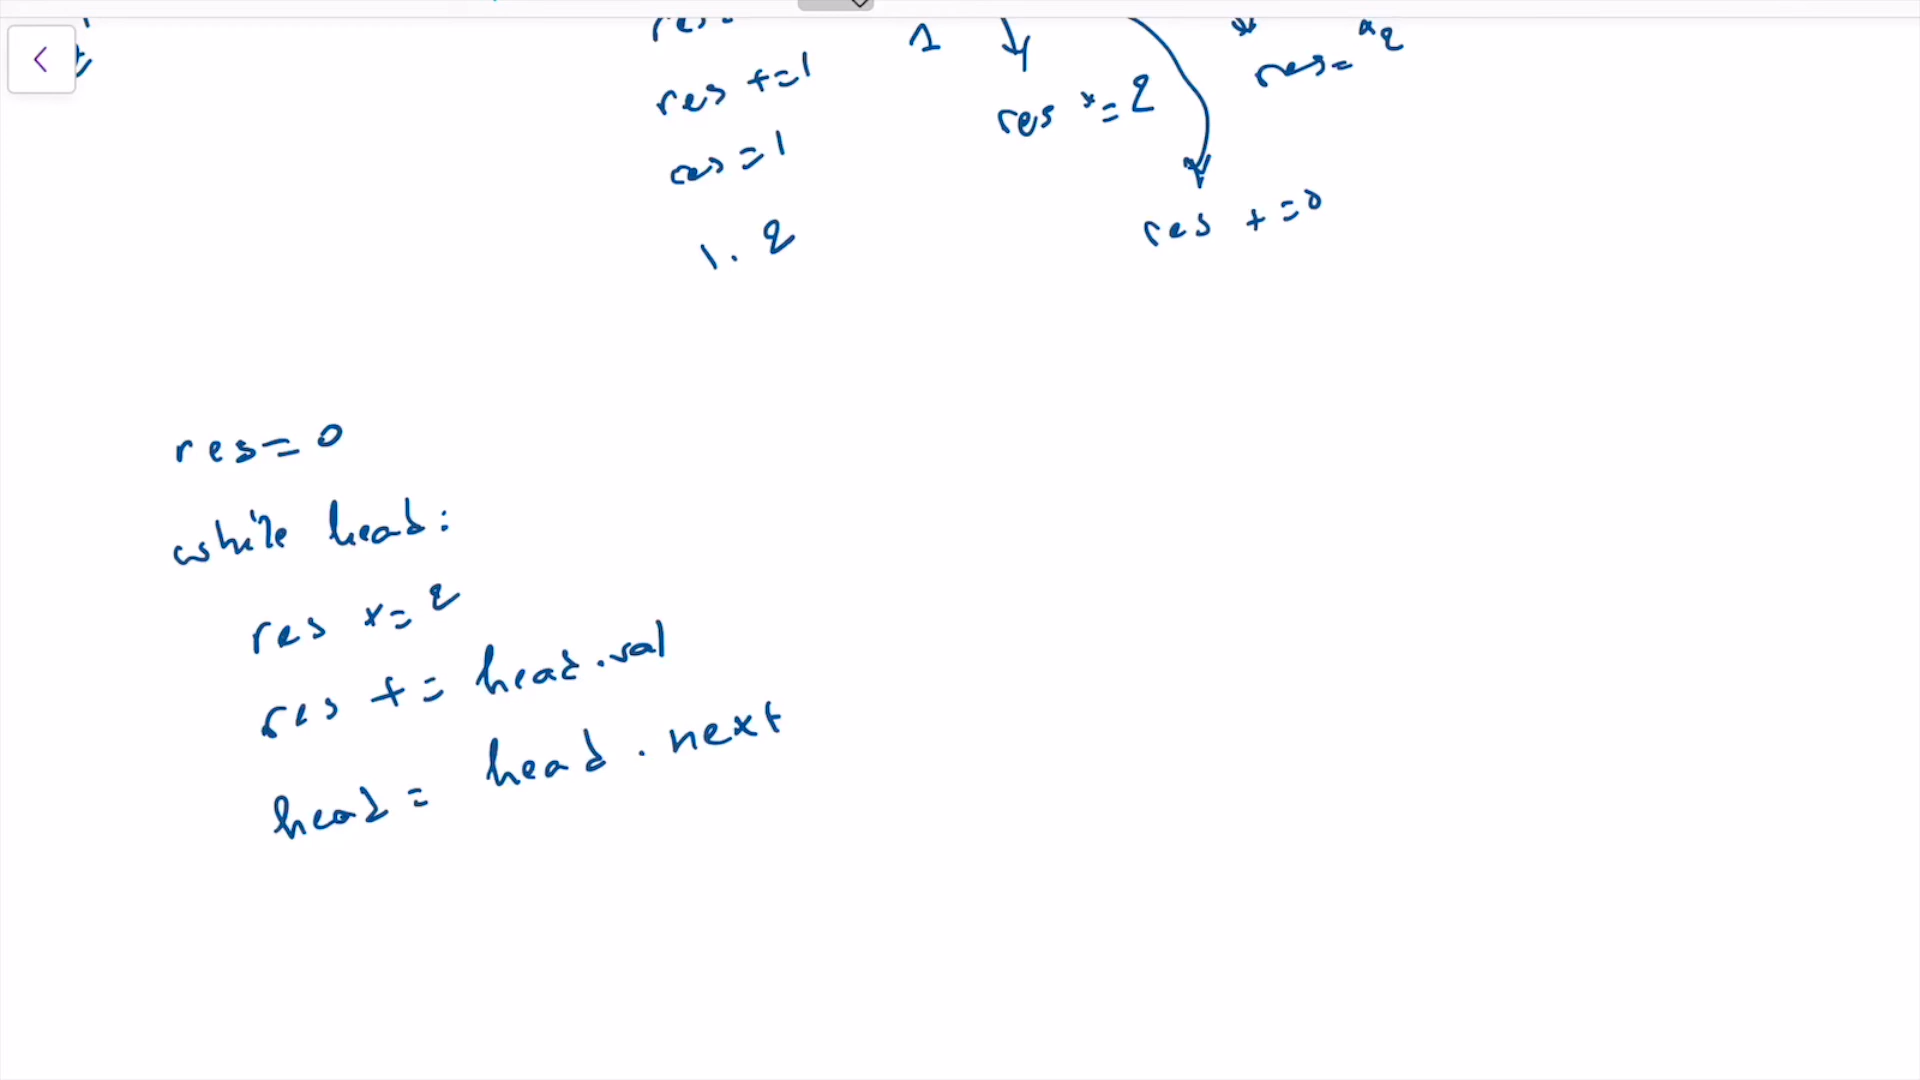 res +=1
res =1
1. 2
1
res *=2
res +=0
res=
*2
res=0
while head:
res *=2
res += head.val
head = head.next